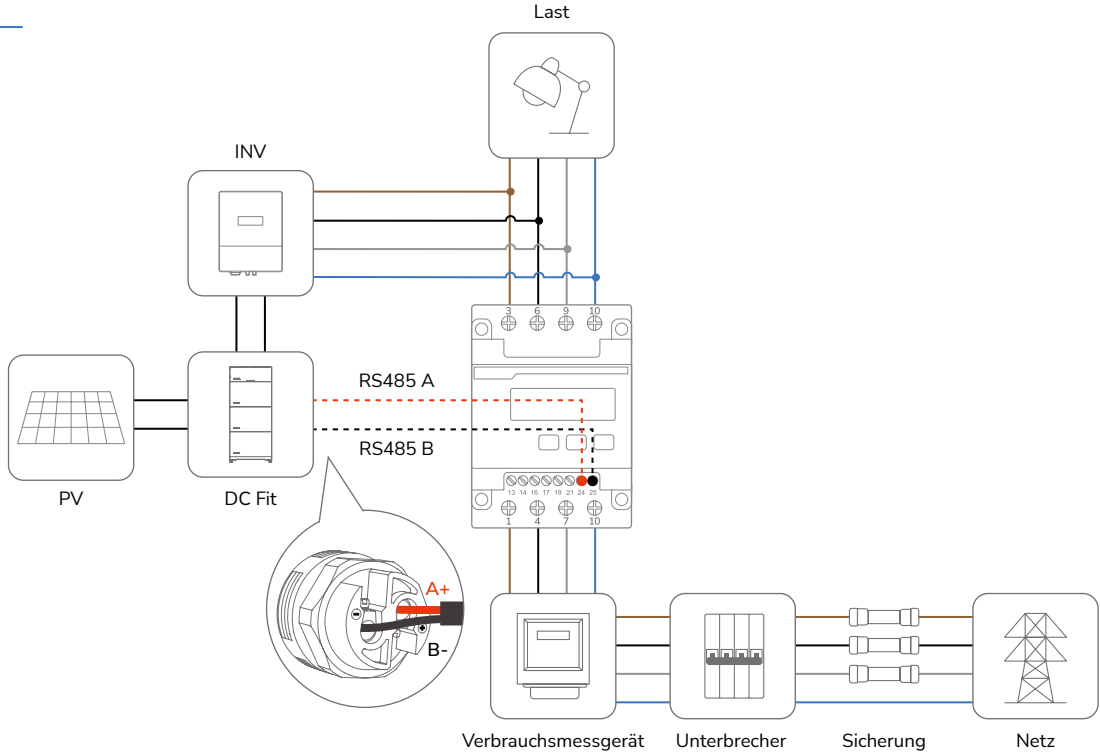 Last
INV
3 6 9 10
RS485 A
RS485 B
PV
DC Fit
13 14 16 17 19 21 24 25
1 4 7 10
A+
B-
Verbrauchsmessgerät
Unterbrecher
Sicherung
Netz